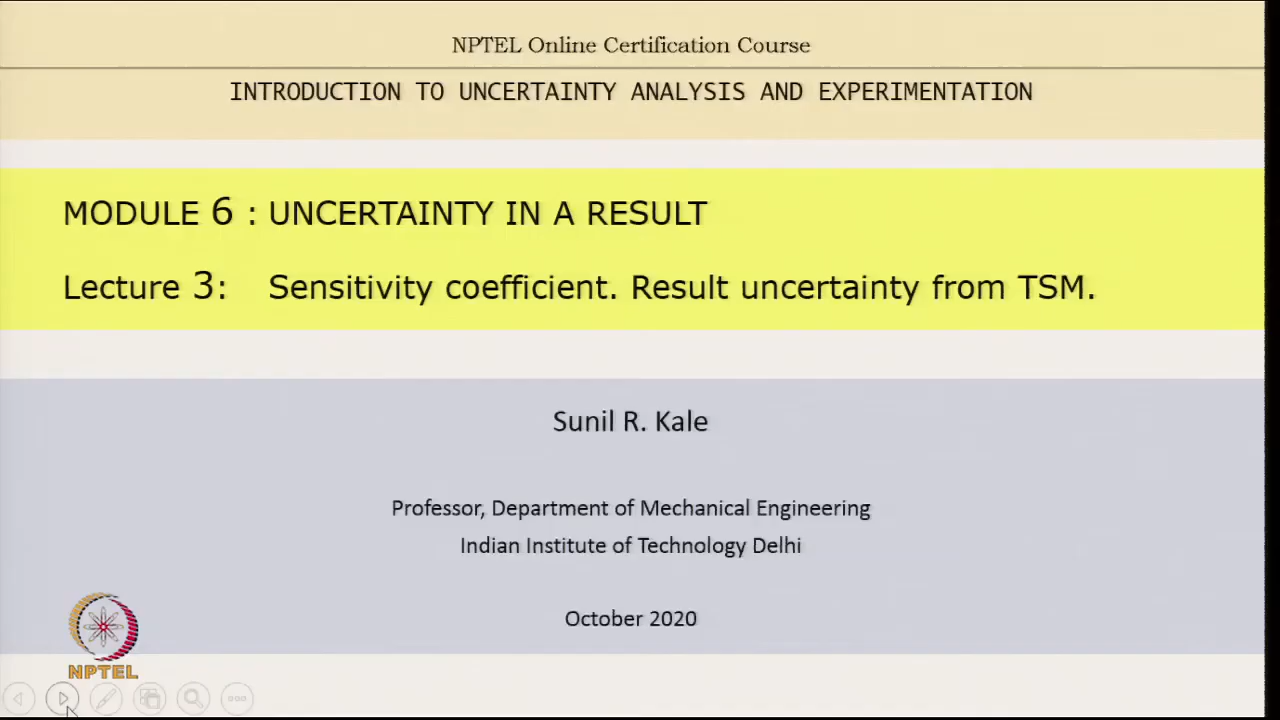 NPTEL Online Certification Course
INTRODUCTION TO UNCERTAINTY ANALYSIS AND EXPERIMENTATION
MODULE 6 : UNCERTAINTY IN A RESULT
Lecture 3: Sensitivity coefficient. Result uncertainty from TSM.
Sunil R. Kale
Professor, Department of Mechanical Engineering
Indian Institute of Technology Delhi
October 2020
NPTEL